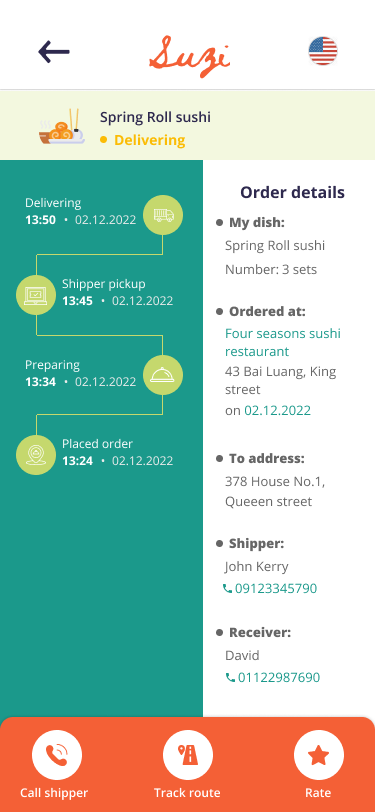 Suzi
Spring Roll sushi
Delivering
Delivering
13:50 • 02.12.2022
Shipper pickup
13:45 • 02.12.2022
Preparing
13:34 • 02.12.2022
Placed order
13:24 • 02.12.2022
Order details
• My dish:
Spring Roll sushi
Number: 3 sets
• Ordered at:
Four seasons sushi
restaurant
43 Bai Luang, King
street
on 02.12.2022
• To address:
378 House No.1,
Queeen street
• Shipper:
John Kerry
09123345790
• Receiver:
David
01122987690
Call shipper
Track route
Rate